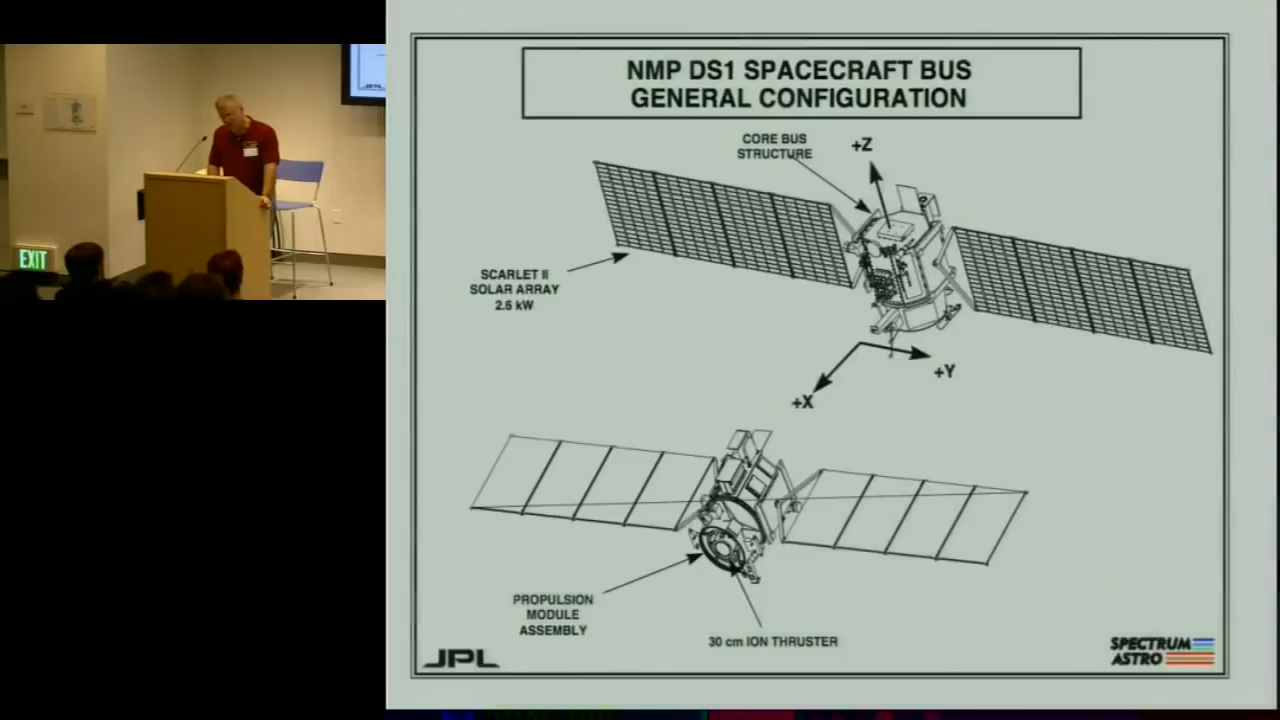 NMP DS1 SPACECRAFT BUS
GENERAL CONFIGURATION
CORE BUS
STRUCTURE
+Z
SCARLET II
SOLAR ARRAY
2.6 kW
+Y
+X
EXIT
PROPULSION
MODULE
ASSEMBLY
30 cm ION THRUSTER
JPL
SPECTRUM
ASTRO